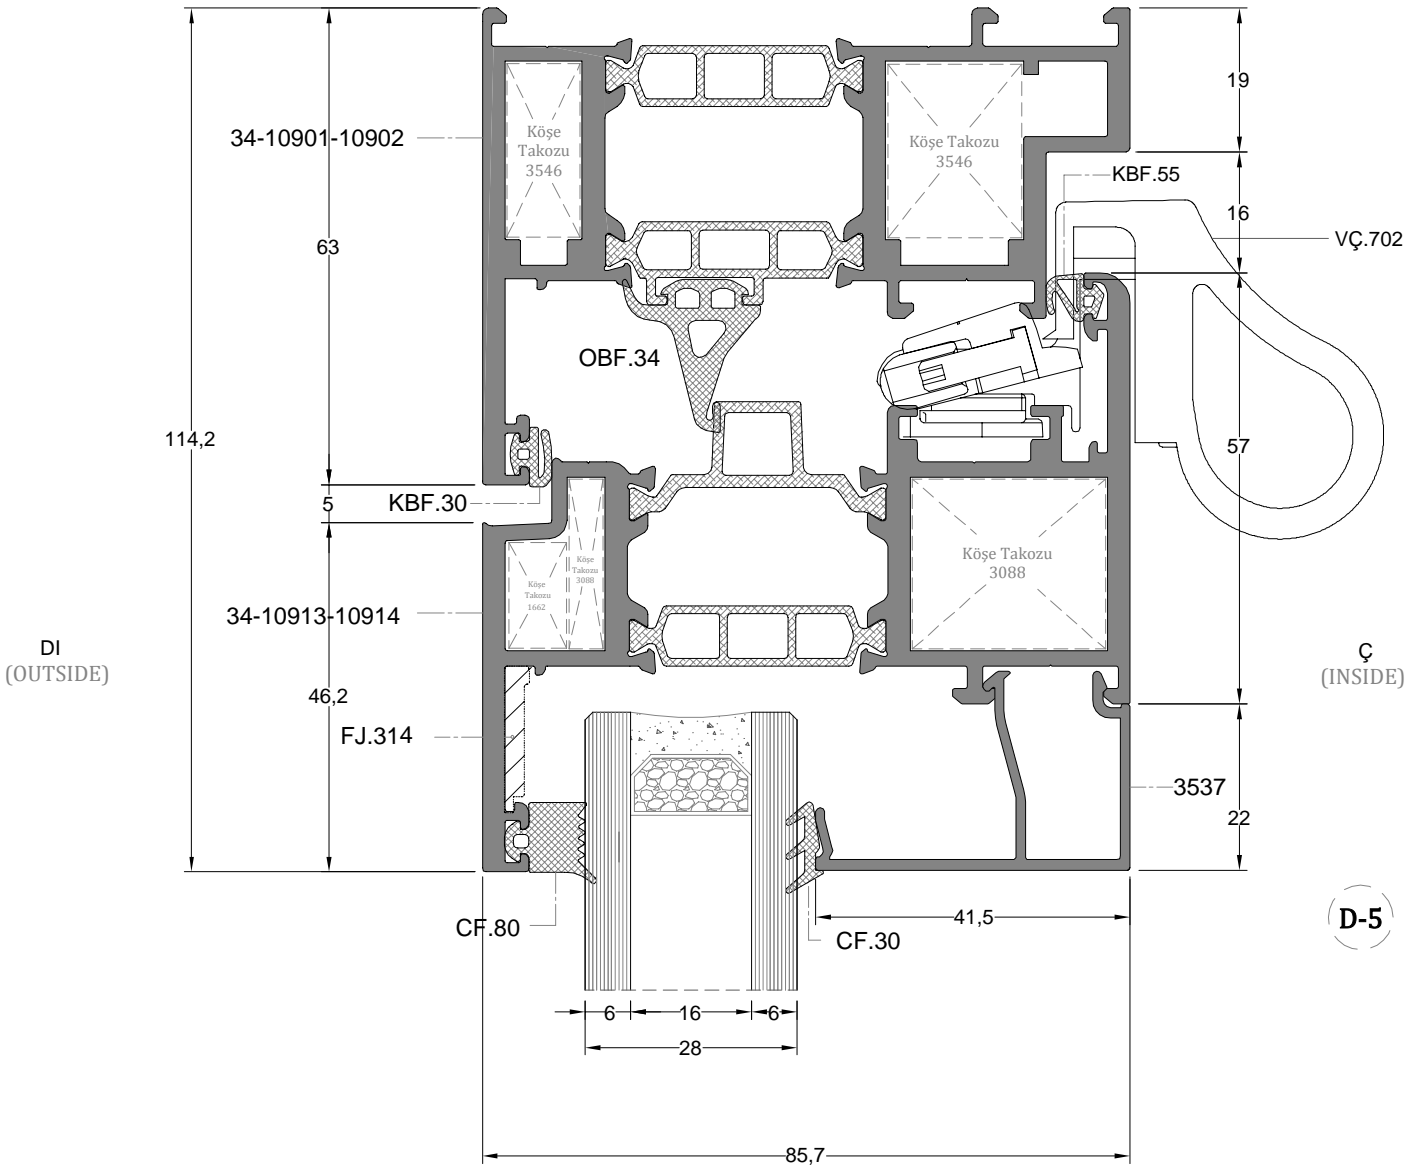 19
34-10901-10902
Köşe
Takozu
3546
Köşe Takozu
3546
KBF.55
16
VÇ.702
63
OBF.34
114,2
57
5
KBF.30
Köşe Takozu
3088
Köşe
Takozu
3088
Köşe
Takozu
1662
34-10913-10914
DI
(OUTSIDE)
Ç
(INSIDE)
46,2
FJ.314
3537
22
CF.80
41,5
CF.30
D-5
6
16
6
28
85,7